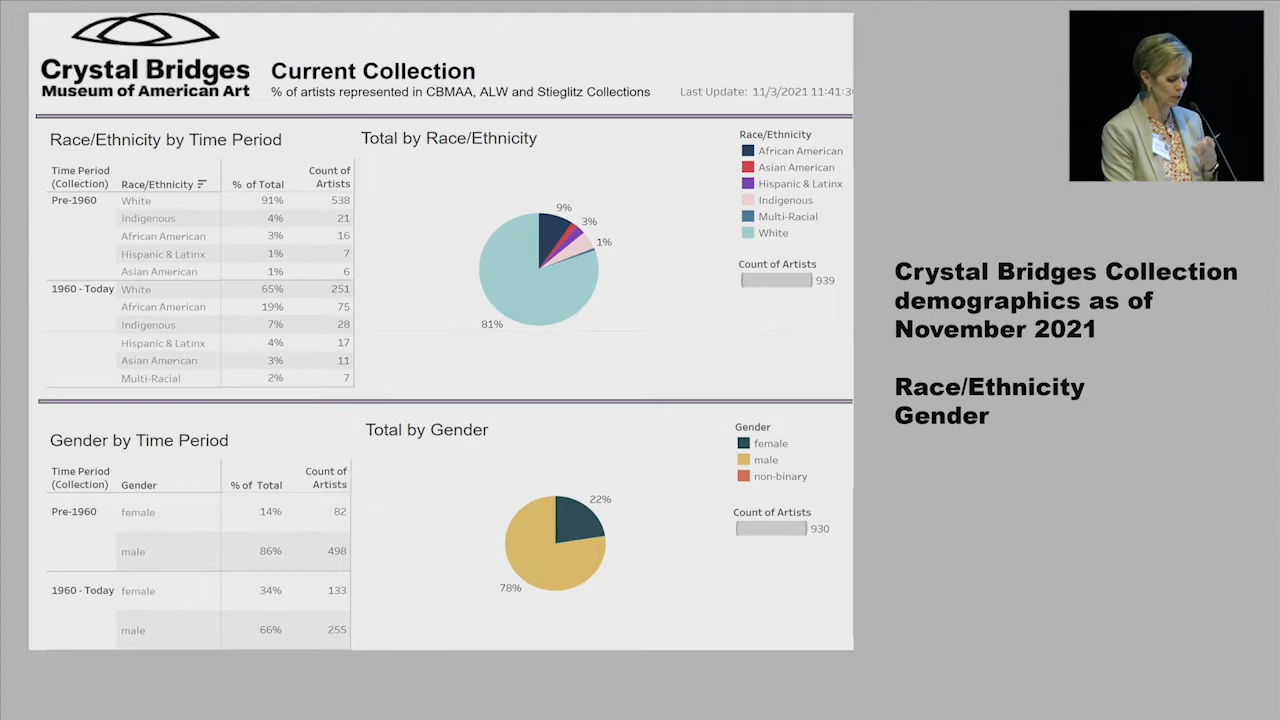 Crystal Bridges
Museum of American Art
Current Collection
% of artists represented in CBMAA, ALW and Stieglitz Collections
Last Update: 11/3/2021 11:41:3
Race/Ethnicity by Time Period
Time Period
(Collection) Race/Ethnicity % of Total Count of
Artists
Pre-1960 White 91% 538
Indigenous 4% 21
African American 3% 16
Hispanic & Latinx 1% 7
Asian American 1% 6
1960 - Today White 65% 251
African American 19% 75
Indigenous 7% 28
Hispanic & Latinx 4% 17
Asian American 3% 11
Multi-Racial 2% 7
Total by Race/Ethnicity
9%
3%
1%
81%
Race/Ethnicity
African American
Asian American
Hispanic & Latinx
Indigenous
Multi-Racial
White
Count of Artists
939
Gender by Time Period
Time Period
(Collection) Gender % of Total Count of
Artists
Pre-1960 female 14% 82
male 86% 498
1960 - Today female 34% 133
male 66% 255
Total by Gender
22%
78%
Gender
female
male
non-binary
Count of Artists
930
Crystal Bridges Collection
demographics as of
November 2021
Race/Ethnicity
Gender